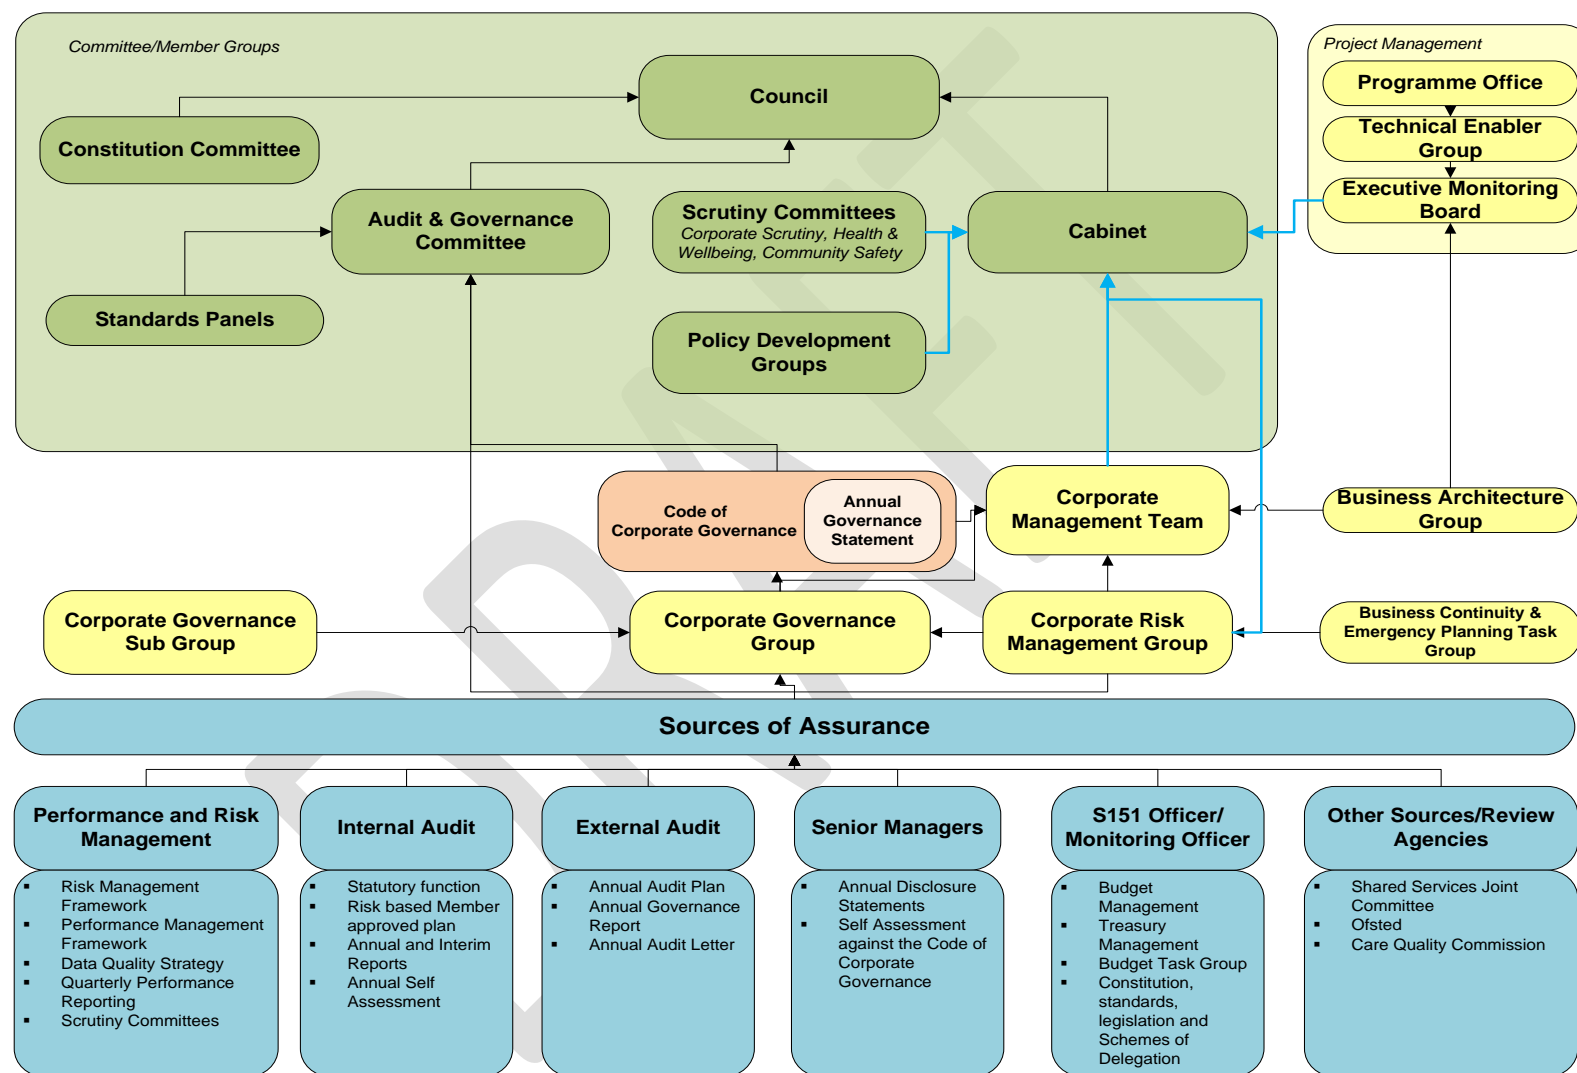 Committee/Member Groups
Project Management
Council
Programme Office
Constitution Committee
Technical Enabler
Group
Audit & Governance
Committee
Scrutiny Committees
Corporate Scrutiny, Health &
Wellbeing, Community Safety
Cabinet
Executive Monitoring
Board
Standards Panels
Policy Development
Groups
Code of
Corporate Governance
Annual
Governance
Statement
Corporate
Management Team
Business Architecture
Group
Corporate Governance
Sub Group
Corporate Governance
Group
Corporate Risk
Management Group
Business Continuity &
Emergency Planning Task
Group
Sources of Assurance
Performance and Risk
Management
▪ Risk Management
Framework
▪ Performance Management
Framework
▪ Data Quality Strategy
▪ Quarterly Performance
Reporting
▪ Scrutiny Committees
Internal Audit
▪ Statutory function
▪ Risk based Member
approved plan
▪ Annual and Interim
Reports
▪ Annual Self
Assessment
External Audit
▪ Annual Audit Plan
▪ Annual Governance
Report
▪ Annual Audit Letter
Senior Managers
▪ Annual Disclosure
Statements
▪ Self Assessment
against the Code of
Corporate
Governance
S151 Officer/
Monitoring Officer
▪ Budget
Management
▪ Treasury
Management
▪ Budget Task Group
▪ Constitution,
standards,
legislation and
Schemes of
Delegation
Other Sources/Review
Agencies
▪ Shared Services Joint
Committee
▪ Ofsted
▪ Care Quality Commission
DRAFT